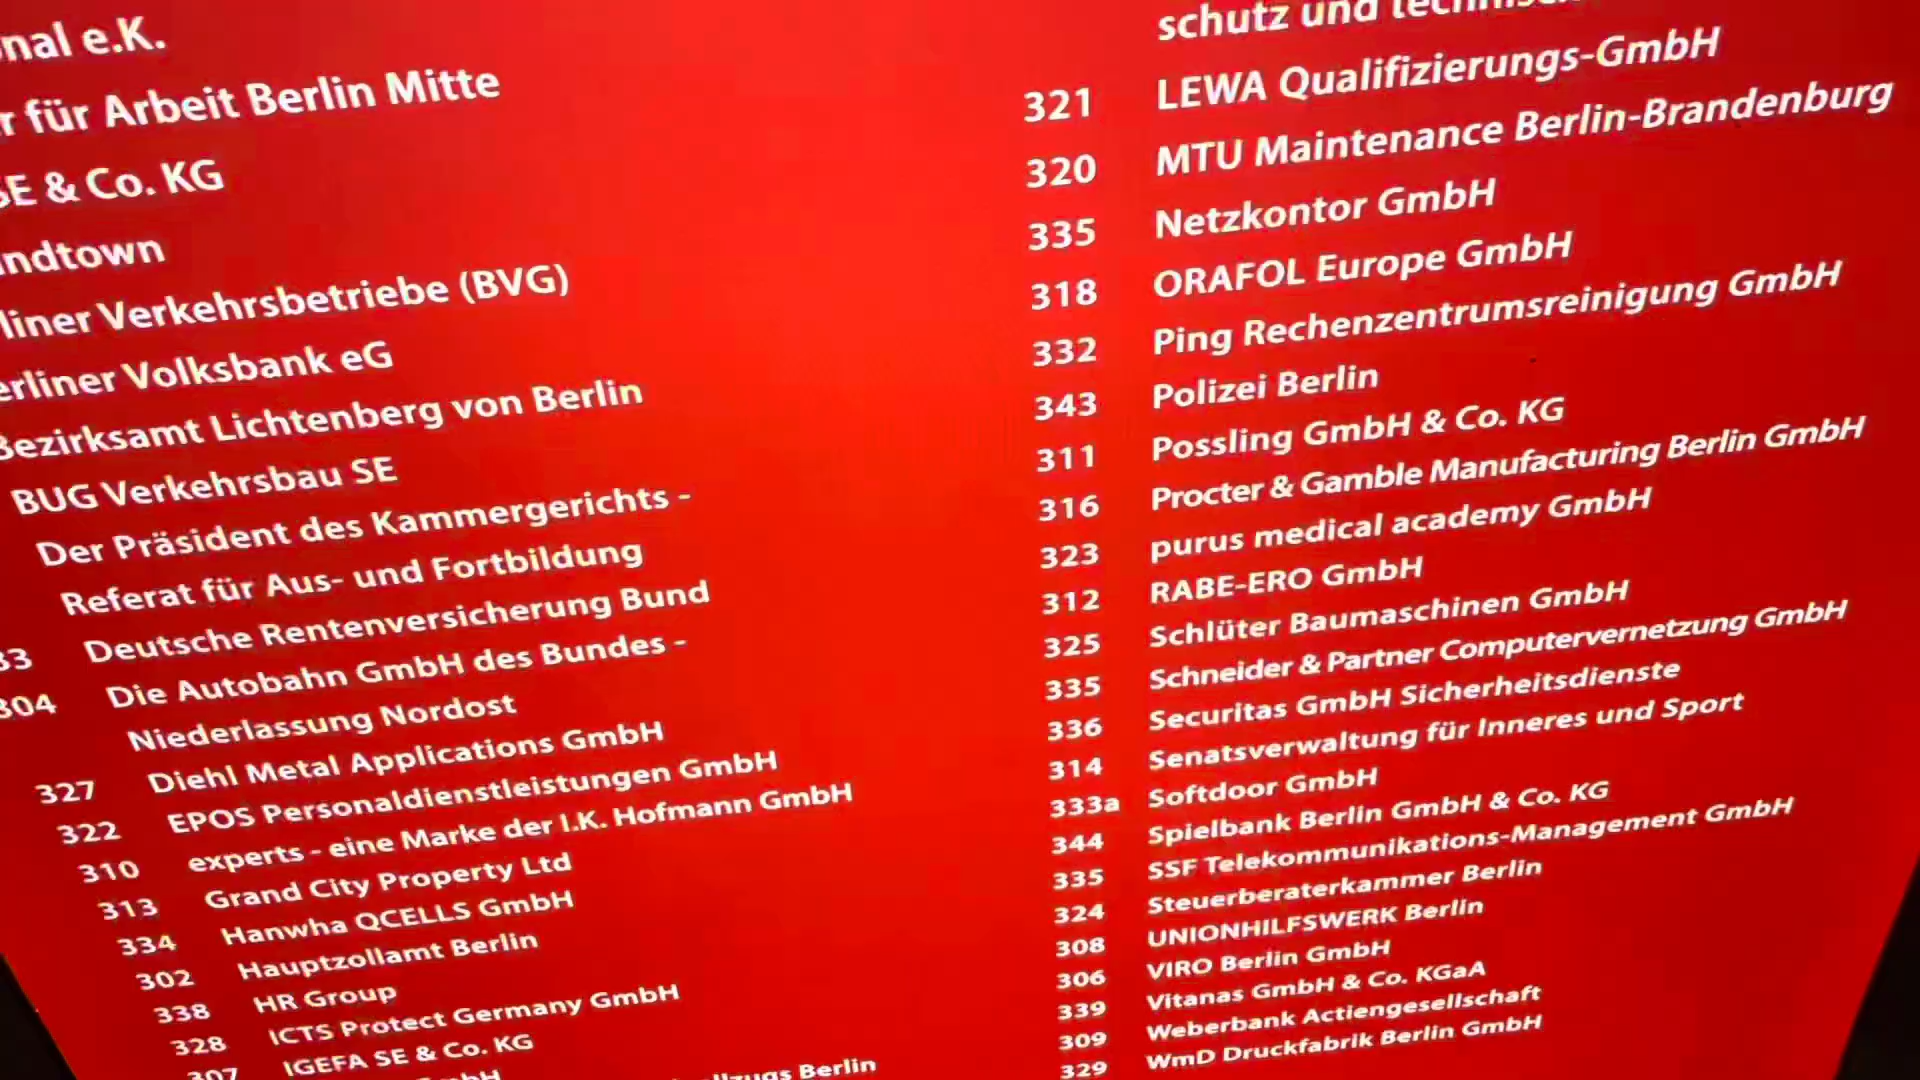 nal e.K.
für Arbeit Berlin Mitte
SE & Co. KG
ndtown
liner Verkehrsbetriebe (BVG)
erliner Volksbank eG
Bezirksamt Lichtenberg von Berlin
BUG Verkehrsbau SE
Der Präsident des Kammergerichts -
Referat für Aus- und Fortbildung
33 Deutsche Rentenversicherung Bund
304 Die Autobahn GmbH des Bundes -
Niederlassung Nordost
327 Diehl Metal Applications GmbH
322 EPOS Personaldienstleistungen GmbH
310 experts - eine Marke der I.K. Hofmann GmbH
313 Grand City Property Ltd
334 Hanwha QCELLS GmbH
302 Hauptzollamt Berlin
338 HR Group
328 ICTS Protect Germany GmbH
307 IGEFA SE & Co. KG
GmbH
Berlin
schutz und
321 LEWA Qualifizierungs-GmbH
320 MTU Maintenance Berlin-Brandenburg
335 Netzkontor GmbH
318 ORAFOL Europe GmbH
332 Ping Rechenzentrumsreinigung GmbH
343 Polizei Berlin
311 Possling GmbH & Co. KG
316 Procter & Gamble Manufacturing Berlin GmbH
323 purus medical academy GmbH
312 RABE-ERO GmbH
325 Schlüter Baumaschinen GmbH
335 Schneider & Partner Computervernetzung GmbH
336 Securitas GmbH Sicherheitsdienste
314 Senatsverwaltung für Inneres und Sport
333a Softdoor GmbH
344 Spielbank Berlin GmbH & Co. KG
335 SSF Telekommunikations-Management GmbH
324 Steuerberaterkammer Berlin
308 UNIONHILFSWERK Berlin
306 VIRO Berlin GmbH
339 Vitanas GmbH & Co. KGaA
309 Weberbank Actiengesellschaft
329 WmD Druckfabrik Berlin GmbH